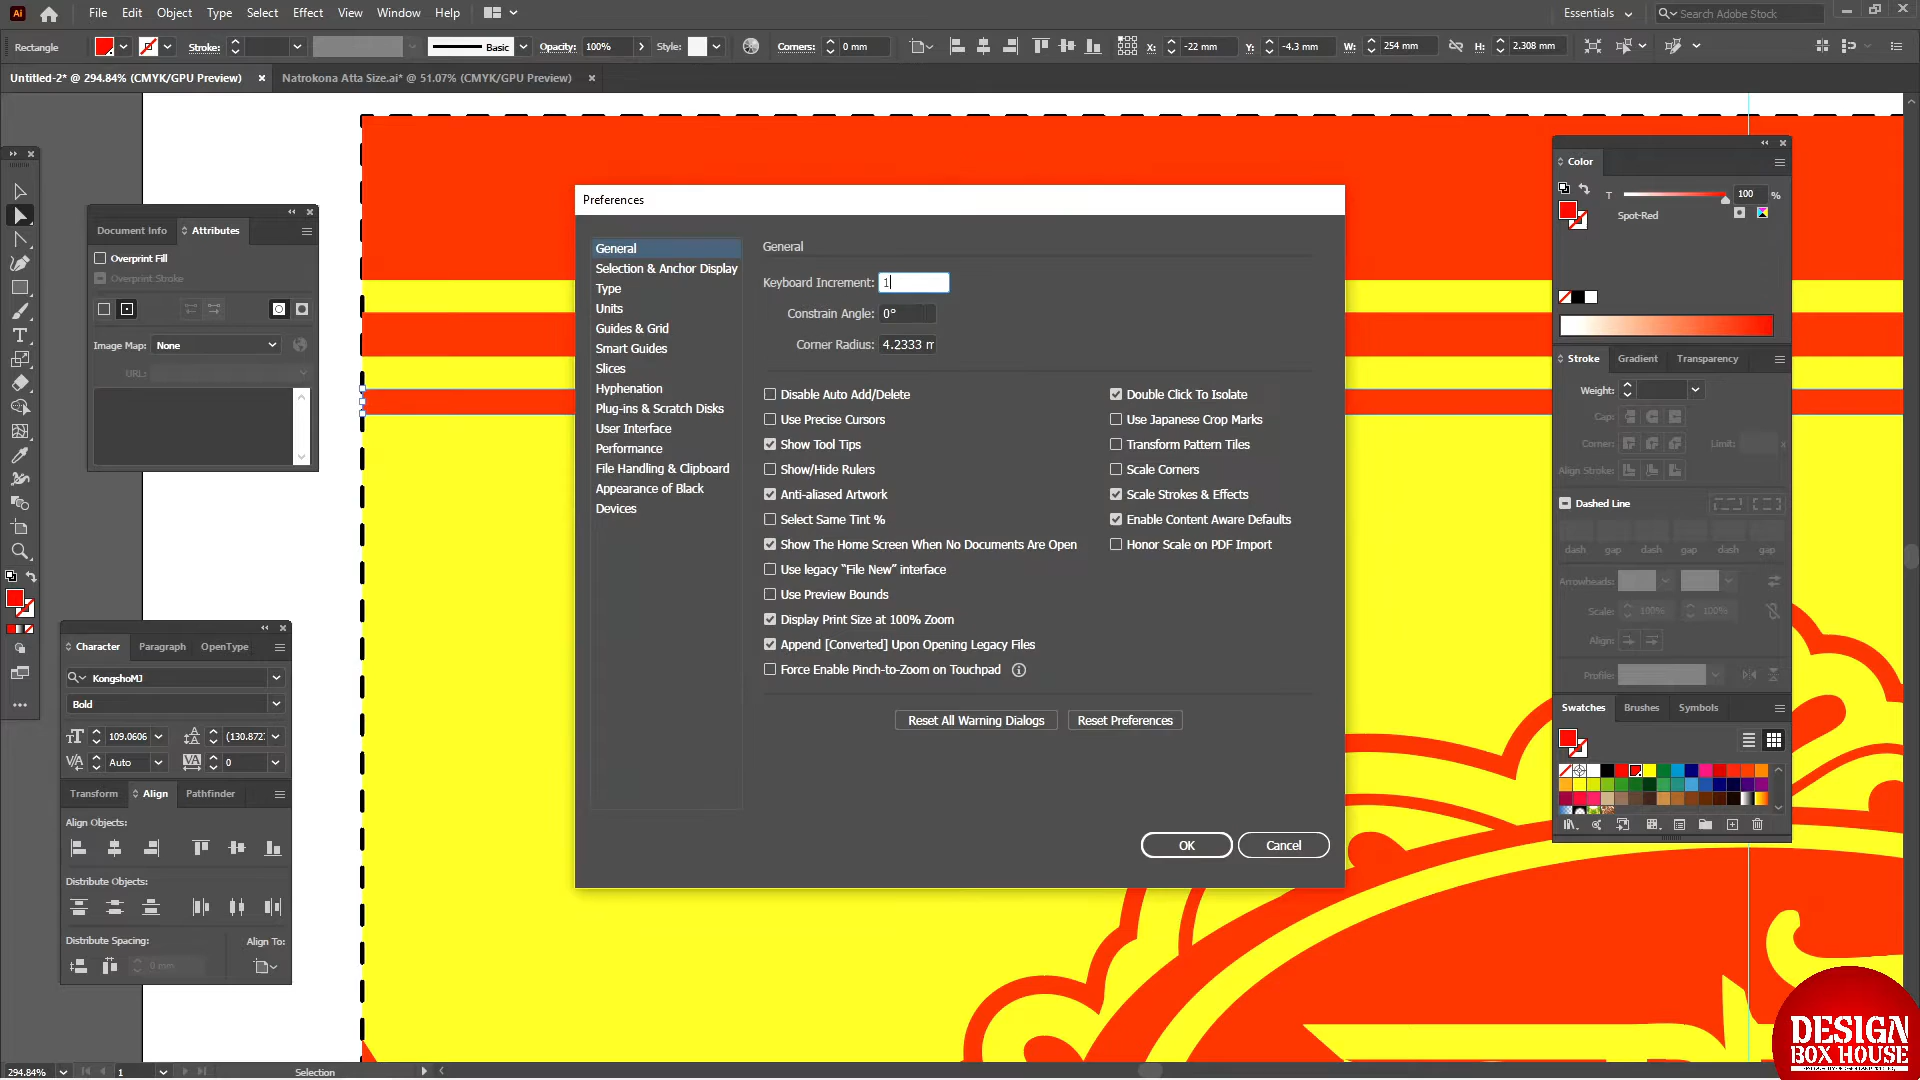 Ai
File Edit Object Type Select Effect View Window Help
Essentials
Search Adobe Stock
Rectangle
Stroke:
Basic
Opacity: 100%
Style:
Corners: 0 mm
X: -22 mm
Y: -4.3 mm
W: 254 mm
H: 2.308 mm
Untitled-2* @ 294.84% (CMYK/GPU Preview)
Natrokona Atta Size.ai* @ 51.07% (CMYK/GPU Preview)
Document Info
Attributes
Overprint Fill
Overprint Stroke
Image Map: None
URL:
Character
Paragraph
OpenType
KongshoMJ
Bold
109.0606
(130.872
Auto
0
Transform
Align
Pathfinder
Align Objects:
Distribute Objects:
Distribute Spacing:
Align To:
0 mm
Preferences
General
Selection & Anchor Display
Type
Units
Guides & Grid
Smart Guides
Slices
Hyphenation
Plug-ins & Scratch Disks
User Interface
Performance
File Handling & Clipboard
Appearance of Black
Devices
General
Keyboard Increment: 1
Constrain Angle: 0°
Corner Radius: 4.2333 m
Disable Auto Add/Delete
Use Precise Cursors
Show Tool Tips
Show/Hide Rulers
Anti-aliased Artwork
Select Same Tint %
Show The Home Screen When No Documents Are Open
Use legacy “File New” interface
Use Preview Bounds
Display Print Size at 100% Zoom
Append [Converted] Upon Opening Legacy Files
Force Enable Pinch-to-Zoom on Touchpad
Double Click To Isolate
Use Japanese Crop Marks
Transform Pattern Tiles
Scale Corners
Scale Strokes & Effects
Enable Content Aware Defaults
Honor Scale on PDF Import
Reset All Warning Dialogs
Reset Preferences
OK
Cancel
Color
T
100 %
Spot-Red
Stroke
Gradient
Transparency
Weight:
Cap:
Corner:
Limit:
x
Align Stroke:
Dashed Line
dash gap dash gap dash gap
Arrowheads:
Scale: 100% 100%
Align:
Profile:
Swatches
Brushes
Symbols
294.84%
1
Selection
DESIGN
BOX HOUSE